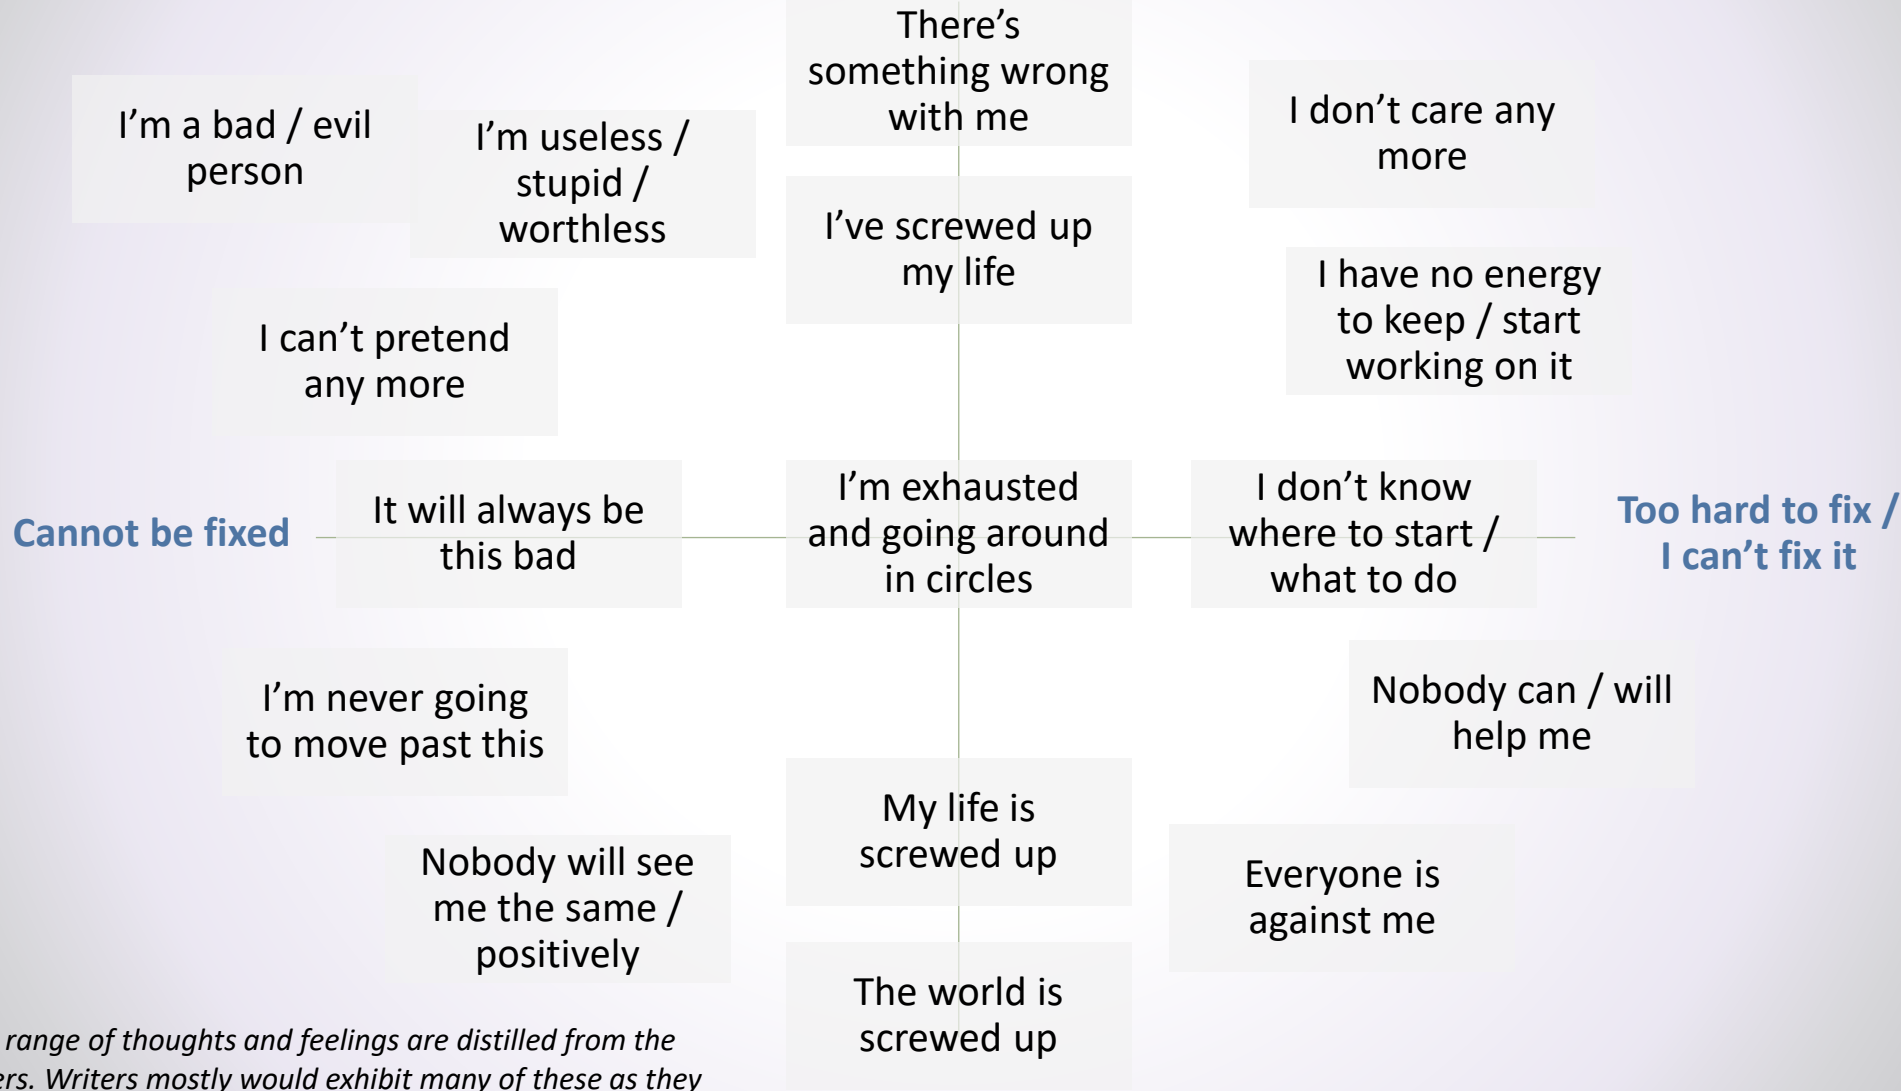 There’s
something wrong
with me
I’m a bad / evil
person
I’m useless /
stupid /
worthless
I don’t care any
more
I’ve screwed up
my life
I have no energy
to keep / start
working on it
I can’t pretend
any more
Cannot be fixed
It will always be
this bad
I’m exhausted
and going around
in circles
I don’t know
where to start /
what to do
Too hard to fix /
I can’t fix it
I’m never going
to move past this
Nobody can / will
help me
My life is
screwed up
Nobody will see
me the same /
positively
Everyone is
against me
The world is
screwed up
range of thoughts and feelings are distilled from the
Writers mostly would exhibit many of these as they